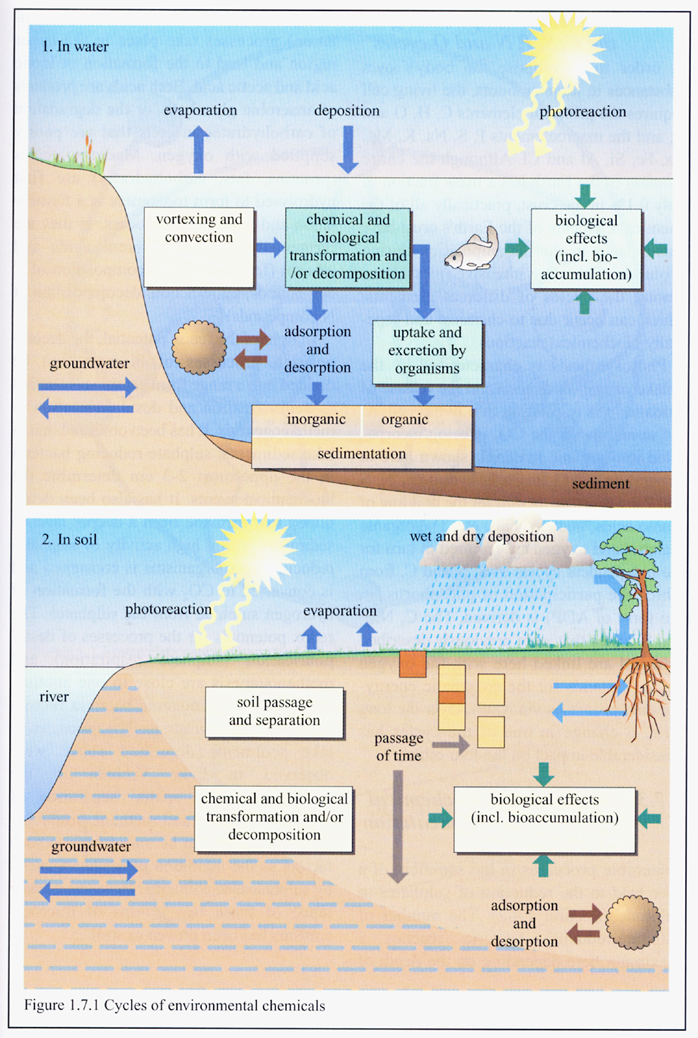 1. In water
evaporation
deposition
photoreaction
vortexing and
convection
chemical and
biological
transformation and
/or decomposition
biological
effects
(incl. bio-
accumulation)
adsorption
and
desorption
uptake and
excretion by
organisms
groundwater
inorganic
organic
sedimentation
sediment
2. In soil
wet and dry deposition
photoreaction
evaporation
river
soil passage
and separation
passage
of time
chemical and biological
transformation and/or
decomposition
biological effects
(incl. bioaccumulation)
groundwater
adsorption
and
desorption
Figure 1.7.1 Cycles of environmental chemicals